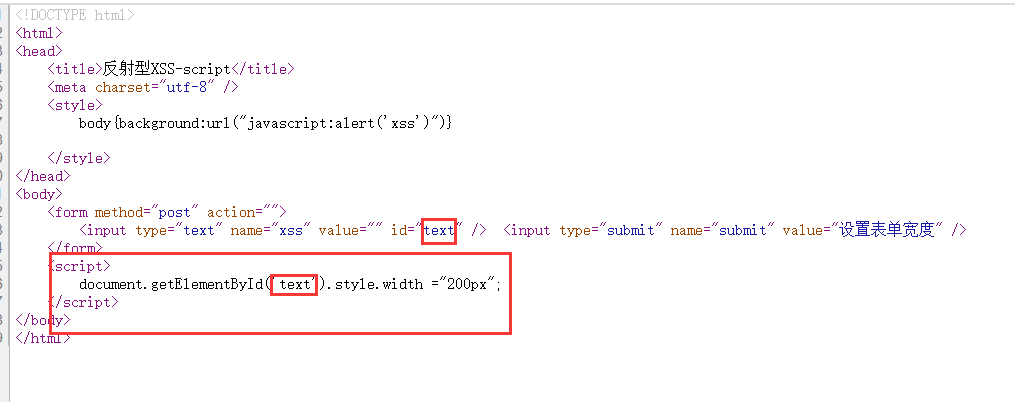 <!DOCTYPE html>
<html>
<head>
    <title>反射型XSS-script</title>
    <meta charset="utf-8" />
    <style>
        body{background:url("javascript:alert('xss')")}
    </style>
</head>
<body>
    <form method="post" action="">
        <input type="text" name="xss" value="" id="text" />  <input type="submit" name="submit" value="设置表单宽度" />
    </form>
    <script>
        document.getElementById('text').style.width ="200px";
    </script>
</body>
</html>